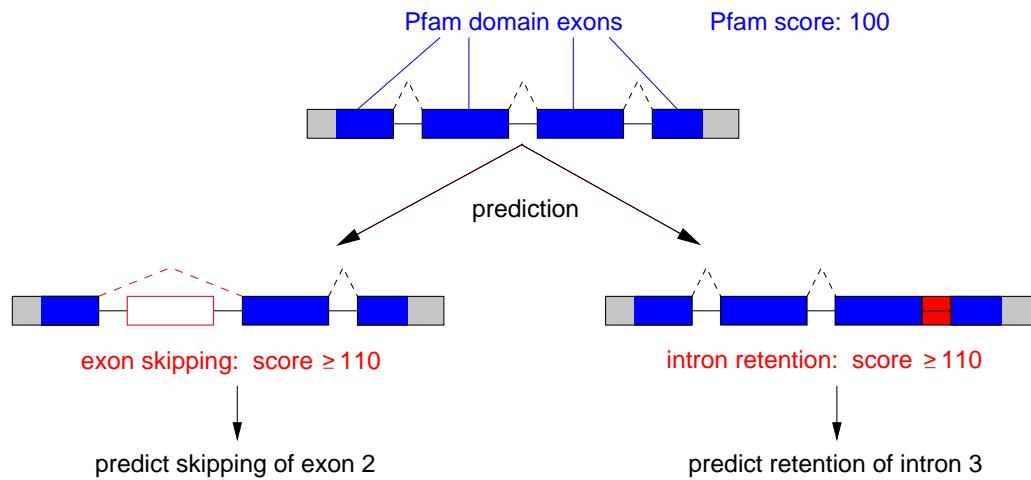 Pfam domain exons
Pfam score: 100
prediction
exon skipping: score ≥ 110
intron retention: score ≥ 110
predict skipping of exon 2
predict retention of intron 3